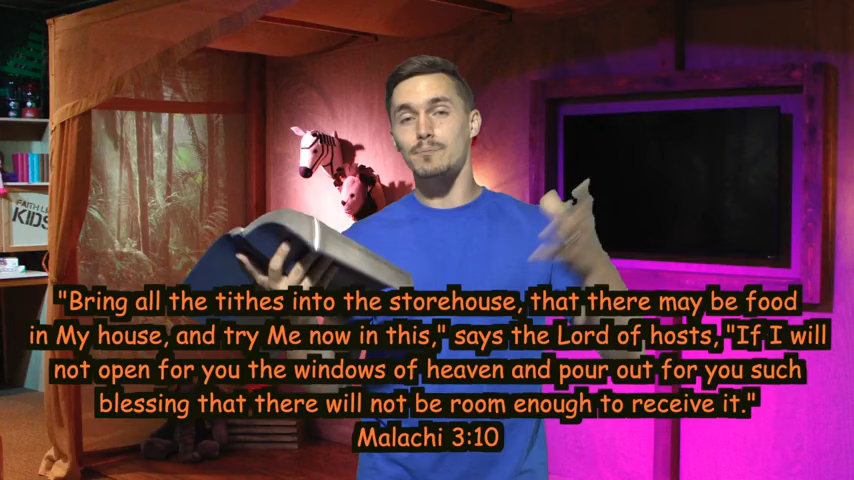 FAITH
KIDS
"Bring all the tithes into the storehouse, that there may be food
in My house, and try Me now in this," says the Lord of hosts, "If I will
not open for you the windows of heaven and pour out for you such
blessing that there will not be room enough to receive it."
Malachi 3:10